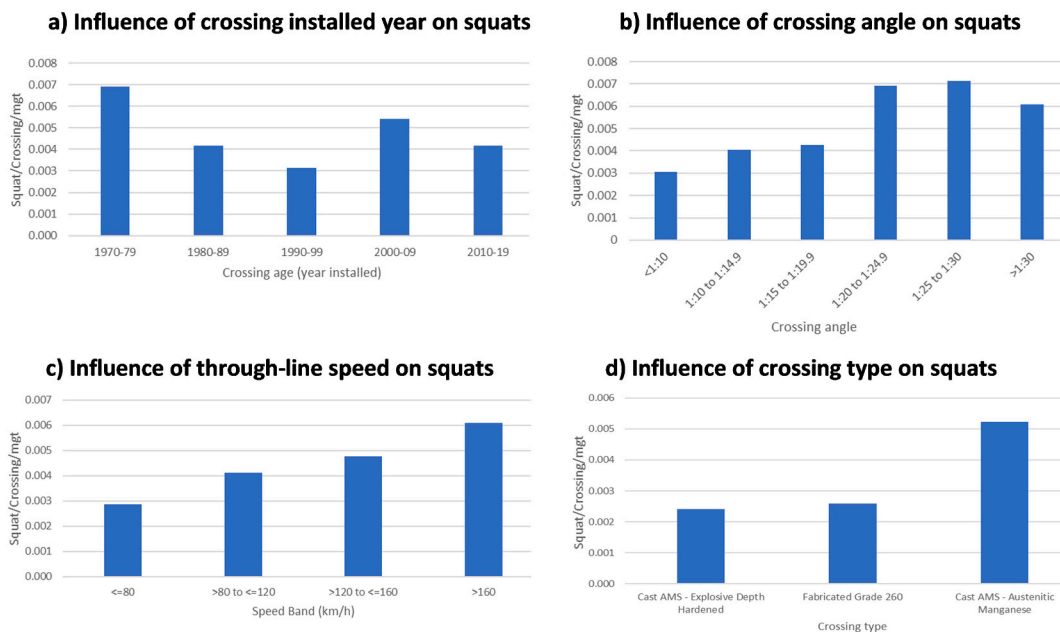 a) Influence of crossing installed year on squats
Squat/Crossing/mgt
0.008
0.007
0.006
0.005
0.004
0.003
0.002
0.001
0.000
1970-79 1980-89 1990-99 2000-09 2010-19
Crossing age (year installed)
b) Influence of crossing angle on squats
Squat/Crossing/mgt
0.008
0.007
0.006
0.005
0.004
0.003
0.002
0.001
0
<1:10 1:10 to 1:14.9 1:15 to 1:19.9 1:20 to 1:24.9 1:25 to 1:30 >1:30
Crossing angle
c) Influence of through-line speed on squats
Squat/Crossing/mgt
0.007
0.006
0.005
0.004
0.003
0.002
0.001
0.000
<=80 >80 to <=120 >120 to <=160 >160
Speed Band (km/h)
d) Influence of crossing type on squats
Squat/Crossing/mgt
0.006
0.005
0.004
0.003
0.002
0.001
0.000
Cast AMS - Explosive Depth Fabricated Grade 260 Cast AMS - Austenitic
Hardened Manganese
Crossing type